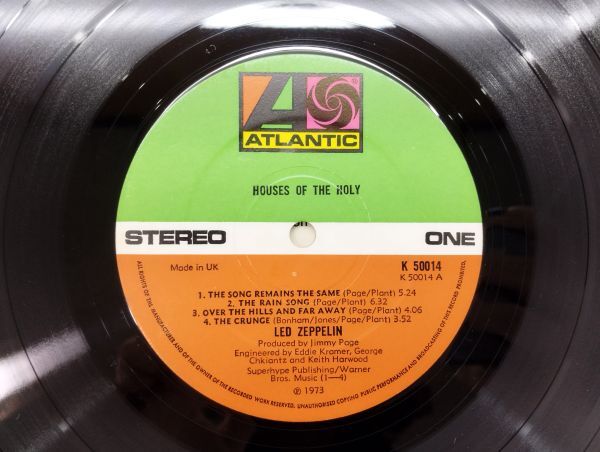 ATLANTIC
®
HOUSES OF THE HOLY
STEREO ONE
Made in UK
K 50014
K 50014 A
1. THE SONG REMAINS THE SAME (Page/Plant) 5.24
2. THE RAIN SONG (Page/Plant) 6.32
3. OVER THE HILLS AND FAR AWAY (Page/Plant) 4.06
4. THE CRUNGE (Bonham/Jones/Page/Plant) 3.52
LED ZEPPELIN
Produced by Jimmy Page
Engineered by Eddie Kramer, George
Chkiantz and Keith Harwood
Superhype Publishing/Warner
Bros. Music (1—4)
℗ 1973
ALL RIGHTS OF THE MANUFACTURER AND OF THE OWNER OF THE RECORDED WORK RESERVED. UNAUTHORISED COPYING PUBLIC PERFORMANCE AND BROADCASTING OF THIS RECORD PROHIBITED.